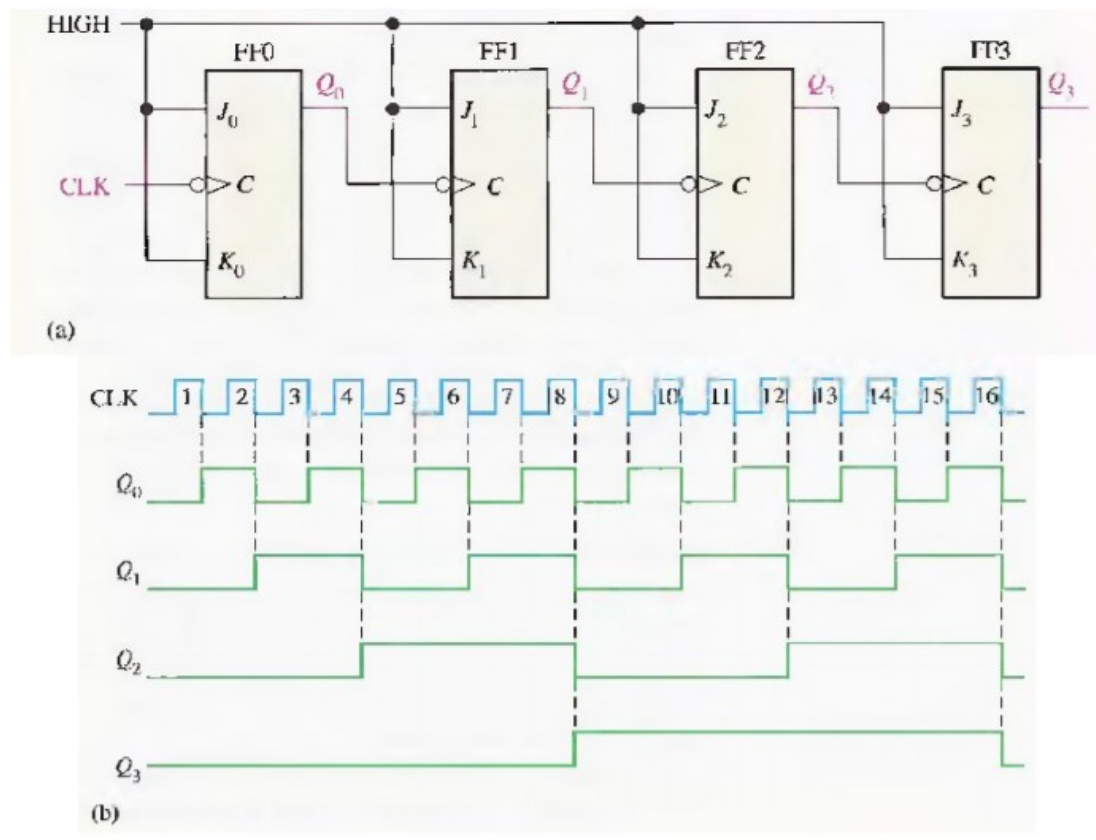 HIGH
FF0 FF1 FF2 FF3
Q0 Q1 Q2 Q3
J0 J1 J2 J3
CLK C C C C
K0 K1 K2 K3
(a)
CLK 1 2 3 4 5 6 7 8 9 10 11 12 13 14 15 16
Q0
Q1
Q2
Q3
(b)